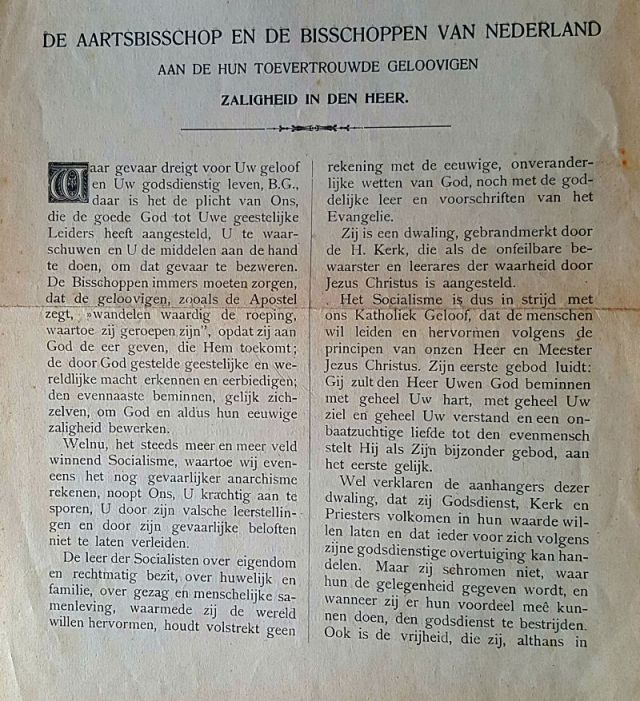 DE AARTSBISSCHOP EN DE BISSCHOPPEN VAN NEDERLAND
AAN DE HUN TOEVERTROUWDE GELOOVIGEN
ZALIGHEID IN DEN HEER.
Waar gevaar dreigt voor Uw geloof
en Uw godsdienstig leven, B.G.,
daar is het de plicht van Ons,
die de goede God tot Uwe geestelijke
Leiders heeft aangesteld, U te waar-
schuwen en U de middelen aan de hand
te doen, om dat gevaar te bezweren.
De Bisschoppen immers moeten zorgen,
dat de geloovigen, zooals de Apostel
zegt, »wandelen waardig de roeping,
waartoe zij geroepen zijn", opdat zij aan
God de eer geven, die Hem toekomt;
de door God gestelde geestelijke en we-
reldlijke macht erkennen en eerbiedigen;
den evennaaste beminnen, gelijk zich-
zelven, om God en aldus hun eeuwige
zaligheid bewerken.
Welnu, het steeds meer en meer veld
winnend Socialisme, waartoe wij even-
eens het nog gevaarlijker anarchisme
rekenen, noopt Ons, U krachtig aan te
sporen, U door zijn valsche leerstellin-
gen en door zijn gevaarlijke beloften
niet te laten verleiden.
De leer der Socialisten over eigendom
en rechtmatig bezit, over huwelijk en
familie, over gezag en menschelijke sa-
menleving, waarmede zij de wereld
willen hervormen, houdt volstrekt geen
rekening met de eeuwige, onverander-
lijke wetten van God, noch met de god-
delijke leer en voorschriften van het
Evangelie.
Zij is een dwaling, gebrandmerkt door
de H. Kerk, die als de onfeilbare be-
waarster en leerares der waarheid door
Jezus Christus is aangesteld.
Het Socialisme is dus in strijd met
ons Katholiek Geloof, dat de menschen
wil leiden en hervormen volgens de
principen van onzen Heer en Meester
Jezus Christus. Zijn eerste gebod luidt:
Gij zult den Heer Uwen God beminnen
met geheel Uw hart, met geheel Uw
ziel en geheel Uw verstand en een on-
baatzuchtige liefde tot den evenmensch
stelt Hij als Zijn bijzonder gebod, aan
het eerste gelijk.
Wel verklaren de aanhangers dezer
dwaling, dat zij Godsdienst, Kerk en
Priesters volkomen in hun waarde wil-
len laten en dat ieder voor zich volgens
zijne godsdienstige overtuiging kan han-
delen. Maar zij sehromen niet, waar
hun de gelegenheid gegeven wordt, en
wanneer zij er hun voordeel meê kun-
nen doen, den godsdienst te bestrijden.
Ook is de vrijheid, die zij, althans in